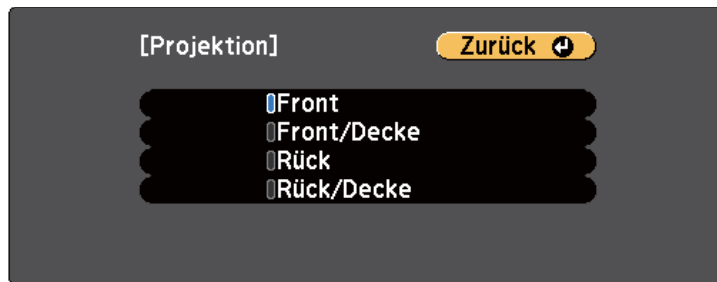 [Projektion] Zurück
Front
Front/Decke
Rück
Rück/Decke